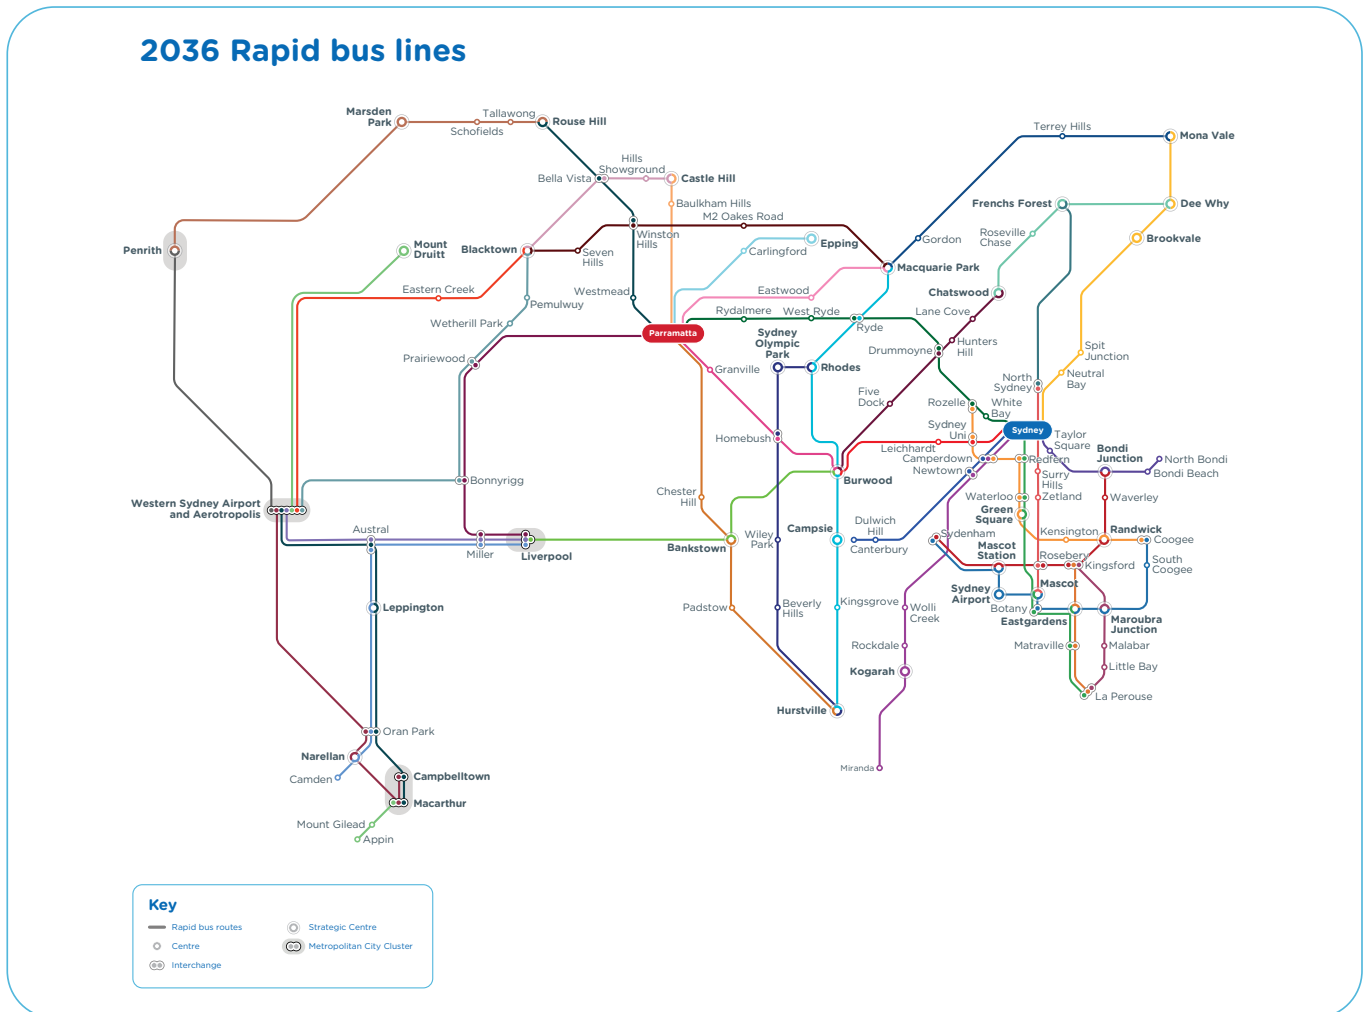 2036 Rapid bus lines
Marsden
Park
Tallawong
Schofields
Rouse Hill
Terrey Hills
Mona Vale
Hills
Showground
Bella Vista
Castle Hill
Baulkham Hills
Frenchs Forest
Dee Why
M2 Oakes Road
Winston
Hills
Penrith
Mount
Druitt
Blacktown
Seven
Hills
Epping
Carlingford
Gordon
Roseville
Chase
Brookvale
Macquarie Park
Eastern Creek
Pemulwuy
Westmead
Eastwood
Chatswood
Rydalmere
West Ryde
Lane Cove
Wetherill Park
Parramatta
Sydney
Olympic
Park
Ryde
Prairiewood
Granville
Rhodes
Drummoyne
Hunters
Hill
Spit
Junction
Neutral
Bay
North
Sydney
Five
Dock
Rozelle
White
Bay
Homebush
Sydney
Uni
Sydney
Leichhardt
Taylor
Square
Camperdown
Redfern
Bondi
Junction
North Bondi
Newtown
Bondi Beach
Burwood
Surry
Hills
Bonnyrigg
Chester
Hill
Waterloo
Zetland
Waverley
Western Sydney Airport
and Aerotropolis
Green
Square
Austral
Miller
Liverpool
Bankstown
Wiley
Park
Campsie
Dulwich
Hill
Canterbury
Sydenham
Kensington
Randwick
Coogee
Mascot
Station
Rosebery
Kingsford
South
Coogee
Leppington
Padstow
Beverly
Hills
Kingsgrove
Wolli
Creek
Sydney
Airport
Mascot
Botany
Eastgardens
Maroubra
Junction
Rockdale
Matraville
Malabar
Kogarah
Little Bay
La Perouse
Hurstville
Oran Park
Narellan
Miranda
Camden
Campbelltown
Macarthur
Mount Gilead
Appin
Key
Rapid bus routes
Strategic Centre
Centre
Metropolitan City Cluster
Interchange